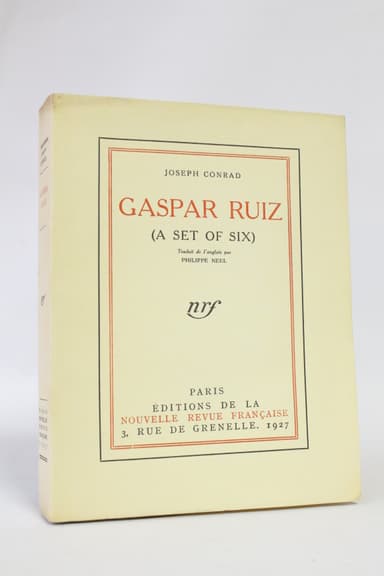 JOSEPH CONRAD
GASPAR RUIZ
(A SET OF SIX)
Traduit de l'anglais par
PHILIPPE NEEL
nrf
PARIS
ÉDITIONS DE LA
NOUVELLE REVUE FRANÇAISE
3, RUE DE GRENELLE. 1927